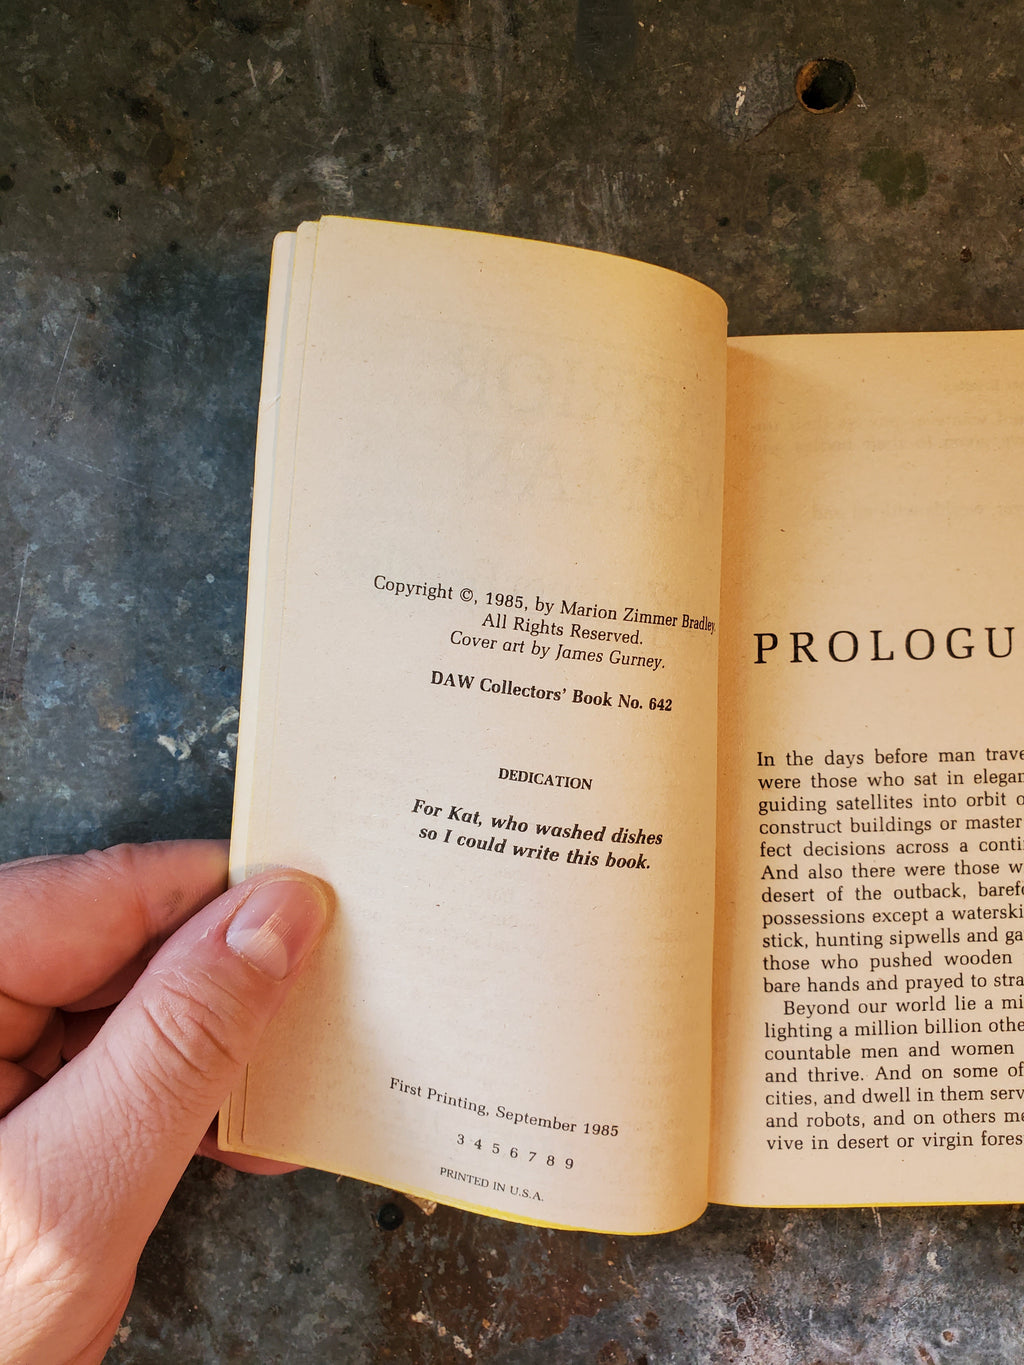 Copyright ©, 1985, by Marion Zimmer Bradley.
All Rights Reserved.
Cover art by James Gurney.
DAW Collectors' Book No. 642
DEDICATION
For Kat, who washed dishes
so I could write this book.
First Printing, September 1985
3 4 5 6 7 8 9
PRINTED IN U.S.A.
PROLOGU
In the days before man trave
were those who sat in elegan
guiding satellites into orbit o
construct buildings or master
fect decisions across a conti
And also there were those w
desert of the outback, barefo
possessions except a waterski
stick, hunting sipwells and ga
those who pushed wooden
bare hands and prayed to stra
Beyond our world lie a mi
lighting a million billion othe
countable men and women
and thrive. And on some of
cities, and dwell in them serv
and robots, and on others me
vive in desert or virgin fores